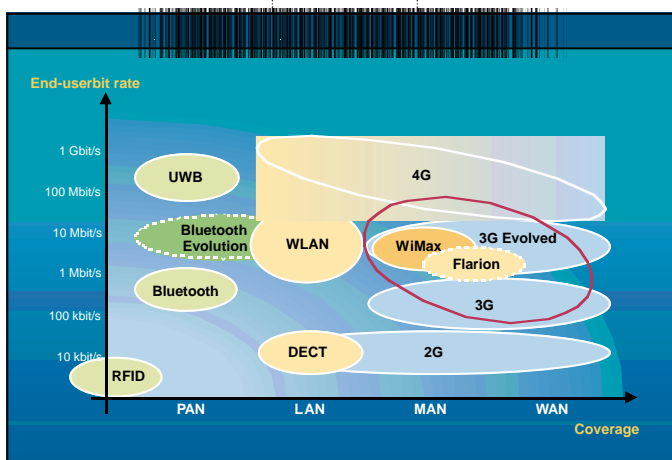 End-userbit rate
1 Gbit/s
4G
UWB
100 Mbit/s
10 Mbit/s
Bluetooth
Evolution
WLAN
WiMax
3G Evolved
Flarion
1 Mbit/s
Bluetooth
3G
100 kbit/s
10 kbit/s
DECT
2G
RFID
PAN
LAN
MAN
WAN
Coverage